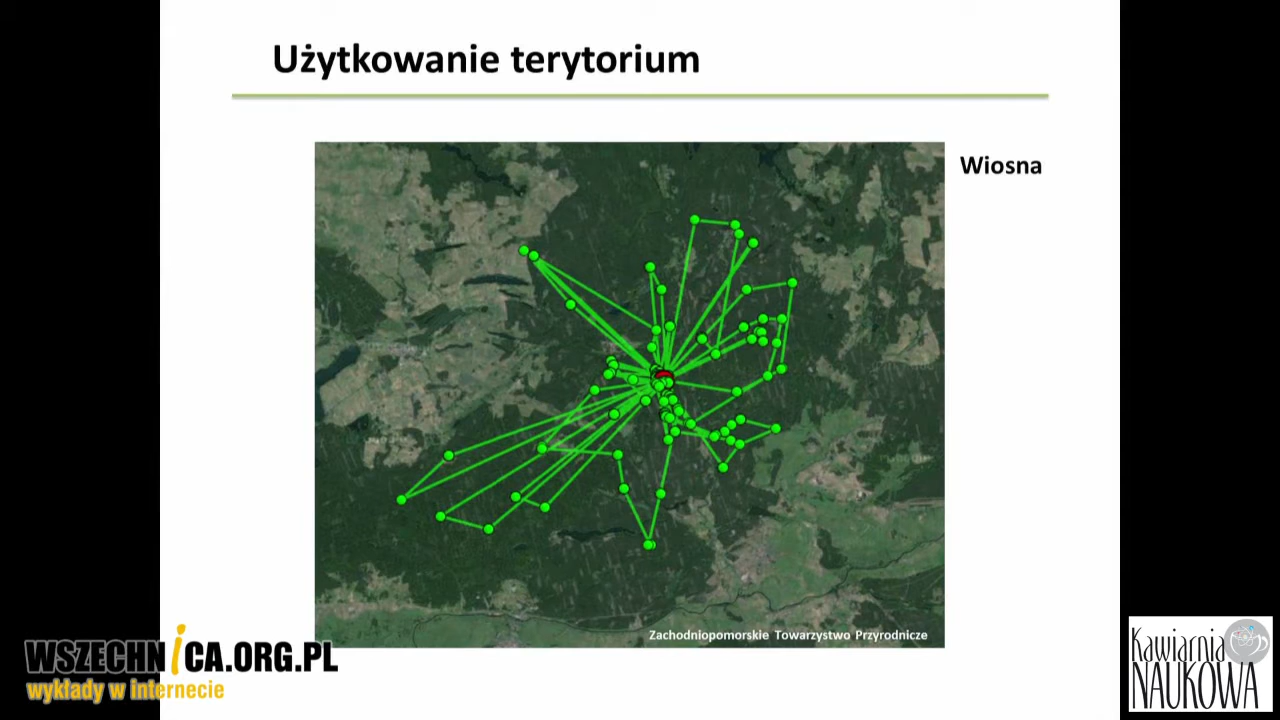 Użytkowanie terytorium
Wiosna
Zachodniopomorskie Towarzystwo Przyrodnicze
WSZECHNiCA.ORG.PL
wykłady w internecie
Kawiarnia
NAUKOWA